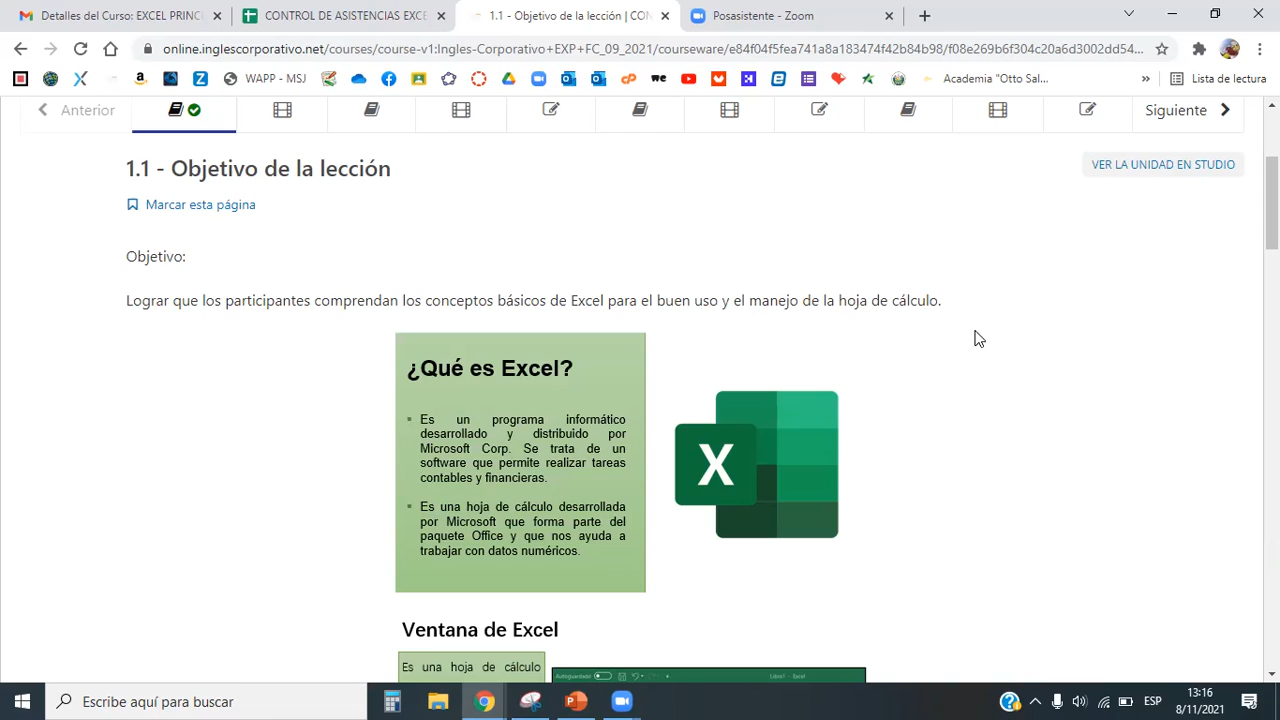 Detalles del Curso: EXCEL PRINC
CONTROL DE ASISTENCIAS EXCE
1.1 - Objetivo de la lección | CON
Posasistente - Zoom
online.inglescorporativo.net/courses/course-v1:Ingles-Corporativo+EXP+FC_09_2021/courseware/e84f04f5fea741a8a183474f42b84b98/f08e269b6f304c20a6d3002dd54...
WAPP - MSJ
Academia "Otto Sal...
»
Lista de lectura
Anterior
Siguiente
1.1 - Objetivo de la lección
VER LA UNIDAD EN STUDIO
Marcar esta página
Objetivo:
Lograr que los participantes comprendan los conceptos básicos de Excel para el buen uso y el manejo de la hoja de cálculo.
¿Qué es Excel?
Es un programa informático
desarrollado y distribuido por
Microsoft Corp. Se trata de un
software que permite realizar tareas
contables y financieras.
Es una hoja de cálculo desarrollada
por Microsoft que forma parte del
paquete Office y que nos ayuda a
trabajar con datos numéricos.
X
Ventana de Excel
Es una hoja de cálculo
Autoguardado
Libro1 - Excel
Escribe aquí para buscar
ESP
13:16
8/11/2021